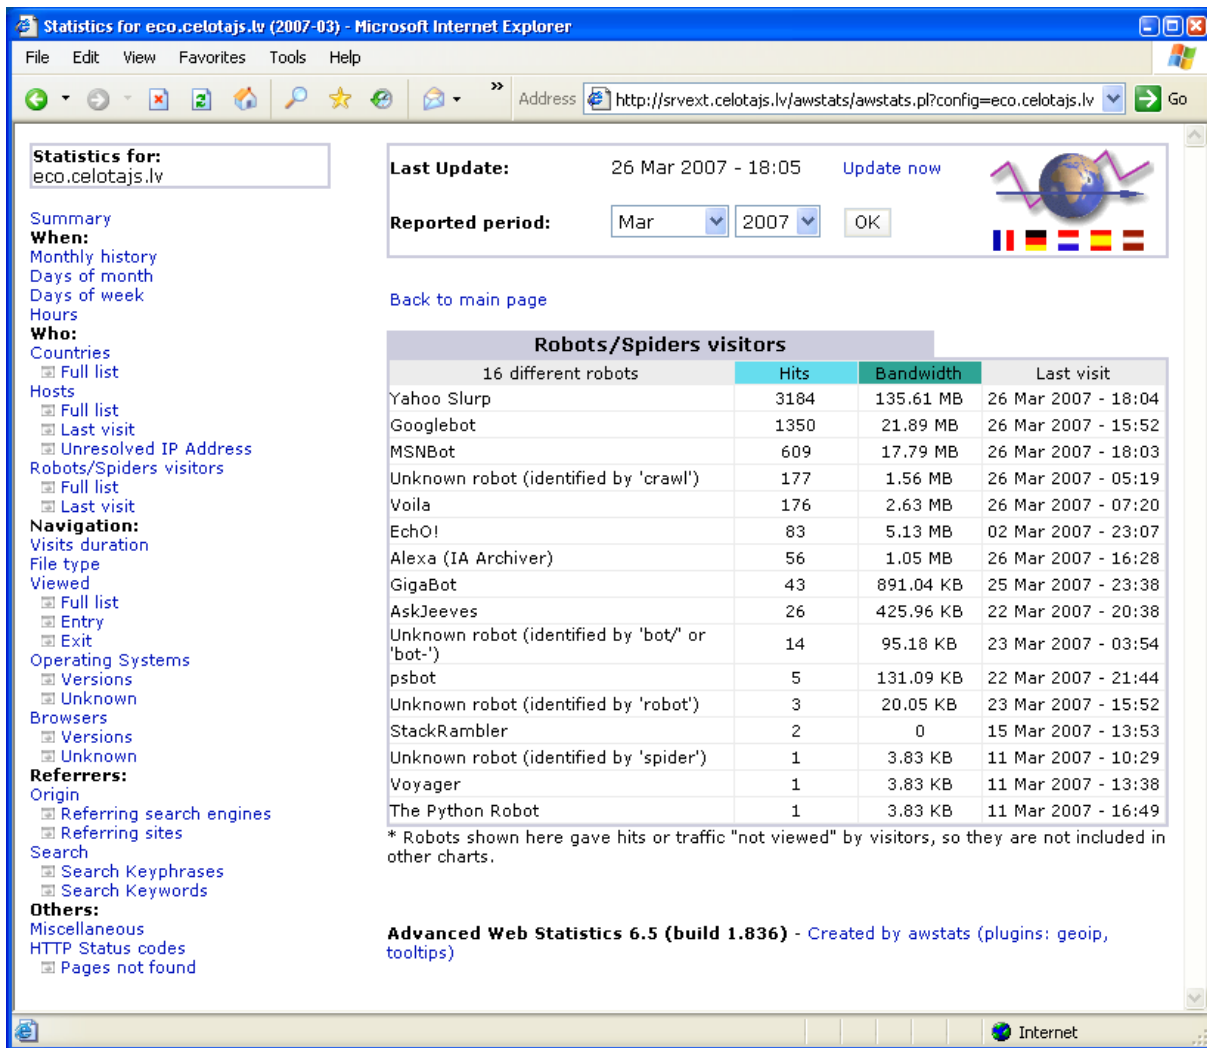 Statistics for eco.celotajs.lv (2007-03) - Microsoft Internet Explorer
File Edit View Favorites Tools Help
» Address http://srvext.celotajs.lv/awstats/awstats.pl?config=eco.celotajs.lv Go
Statistics for:
eco.celotajs.lv
Summary
When:
Monthly history
Days of month
Days of week
Hours
Who:
Countries
Full list
Hosts
Full list
Last visit
Unresolved IP Address
Robots/Spiders visitors
Full list
Last visit
Navigation:
Visits duration
File type
Viewed
Full list
Entry
Exit
Operating Systems
Versions
Unknown
Browsers
Versions
Unknown
Referrers:
Origin
Referring search engines
Referring sites
Search
Search Keyphrases
Search Keywords
Others:
Miscellaneous
HTTP Status codes
Pages not found
Last Update: 26 Mar 2007 - 18:05 Update now
Reported period: Mar 2007 OK
Back to main page
Robots/Spiders visitors
16 different robots Hits Bandwidth Last visit
Yahoo Slurp 3184 135.61 MB 26 Mar 2007 - 18:04
Googlebot 1350 21.89 MB 26 Mar 2007 - 15:52
MSNBot 609 17.79 MB 26 Mar 2007 - 18:03
Unknown robot (identified by 'crawl') 177 1.56 MB 26 Mar 2007 - 05:19
Voila 176 2.63 MB 26 Mar 2007 - 07:20
EchO! 83 5.13 MB 02 Mar 2007 - 23:07
Alexa (IA Archiver) 56 1.05 MB 26 Mar 2007 - 16:28
GigaBot 43 891.04 KB 25 Mar 2007 - 23:38
AskJeeves 26 425.96 KB 22 Mar 2007 - 20:38
Unknown robot (identified by 'bot/' or
'bot-') 14 95.18 KB 23 Mar 2007 - 03:54
psbot 5 131.09 KB 22 Mar 2007 - 21:44
Unknown robot (identified by 'robot') 3 20.05 KB 23 Mar 2007 - 15:52
StackRambler 2 0 15 Mar 2007 - 13:53
Unknown robot (identified by 'spider') 1 3.83 KB 11 Mar 2007 - 10:29
Voyager 1 3.83 KB 11 Mar 2007 - 13:38
The Python Robot 1 3.83 KB 11 Mar 2007 - 16:49
* Robots shown here gave hits or traffic "not viewed" by visitors, so they are not included in
other charts.
Advanced Web Statistics 6.5 (build 1.836) - Created by awstats (plugins: geoip,
tooltips)
Internet